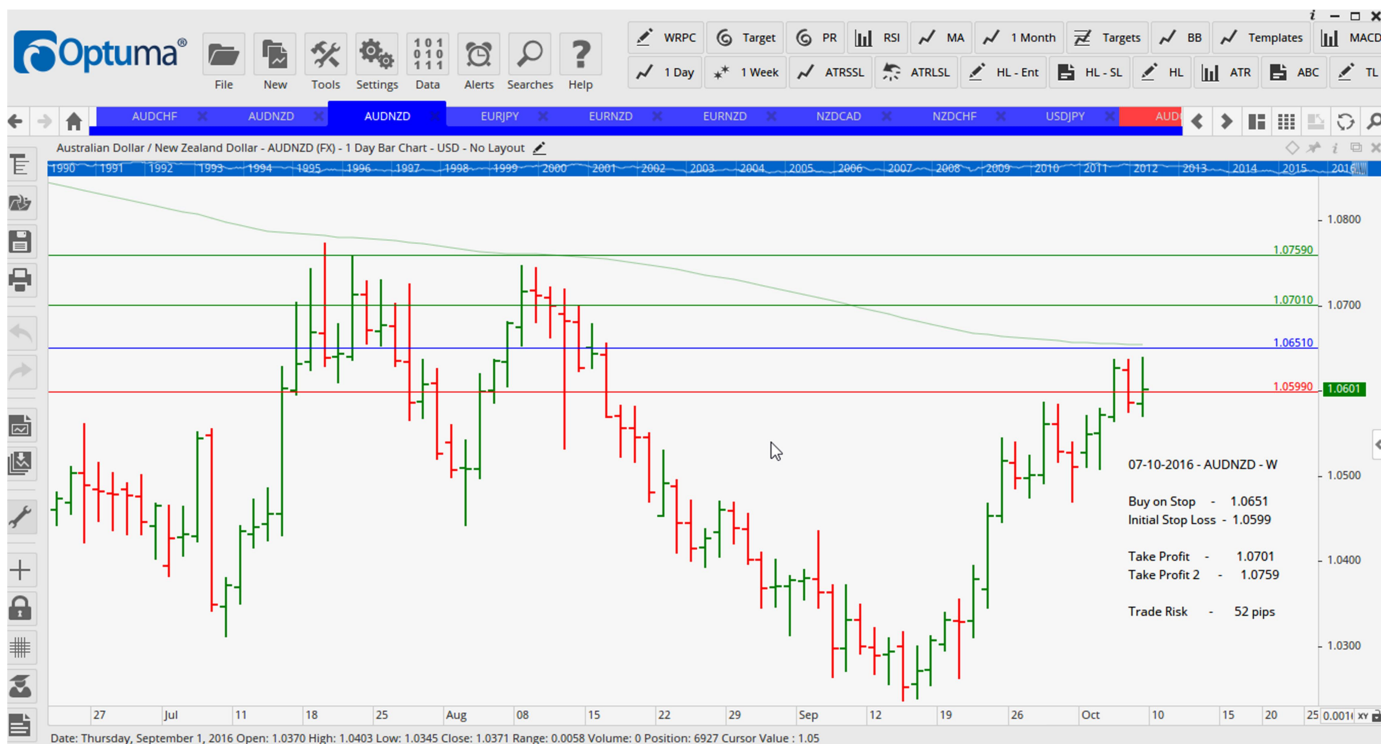 Optuma®
File
New
Tools
Settings
Data
Alerts
Searches
Help
WRPC
Target
PR
RSI
MA
1 Month
Targets
BB
Templates
MACD
1 Day
1 Week
ATRSSL
ATRLSL
HL - Ent
HL - SL
HL
ATR
ABC
TL
AUDCHF
AUDNZD
AUDNZD
EURJPY
EURNZD
EURNZD
NZDCAD
NZDCHF
USDJPY
Australian Dollar / New Zealand Dollar - AUDNZD (FX) - 1 Day Bar Chart - USD - No Layout
1990 1991 1992 1993 1994 1995 1996 1997 1998 1999 2000 2001 2002 2003 2004 2005 2006 2007 2008 2009 2010 2011 2012 2013 2014 2015 2016
1.0800
1.07590
1.07010
1.0700
1.06510
1.05990
1.0601
07-10-2016 - AUDNZD - W
1.0500
Buy on Stop - 1.0651
Initial Stop Loss - 1.0599
Take Profit - 1.0701
1.0400
Take Profit 2 - 1.0759
Trade Risk - 52 pips
1.0300
27 Jul 11 18 25 Aug 08 15 22 29 Sep 12 19 26 Oct 10 15 20 25
XY
Date: Thursday, September 1, 2016 Open: 1.0370 High: 1.0403 Low: 1.0345 Close: 1.0371 Range: 0.0058 Volume: 0 Position: 6927 Cursor Value : 1.05